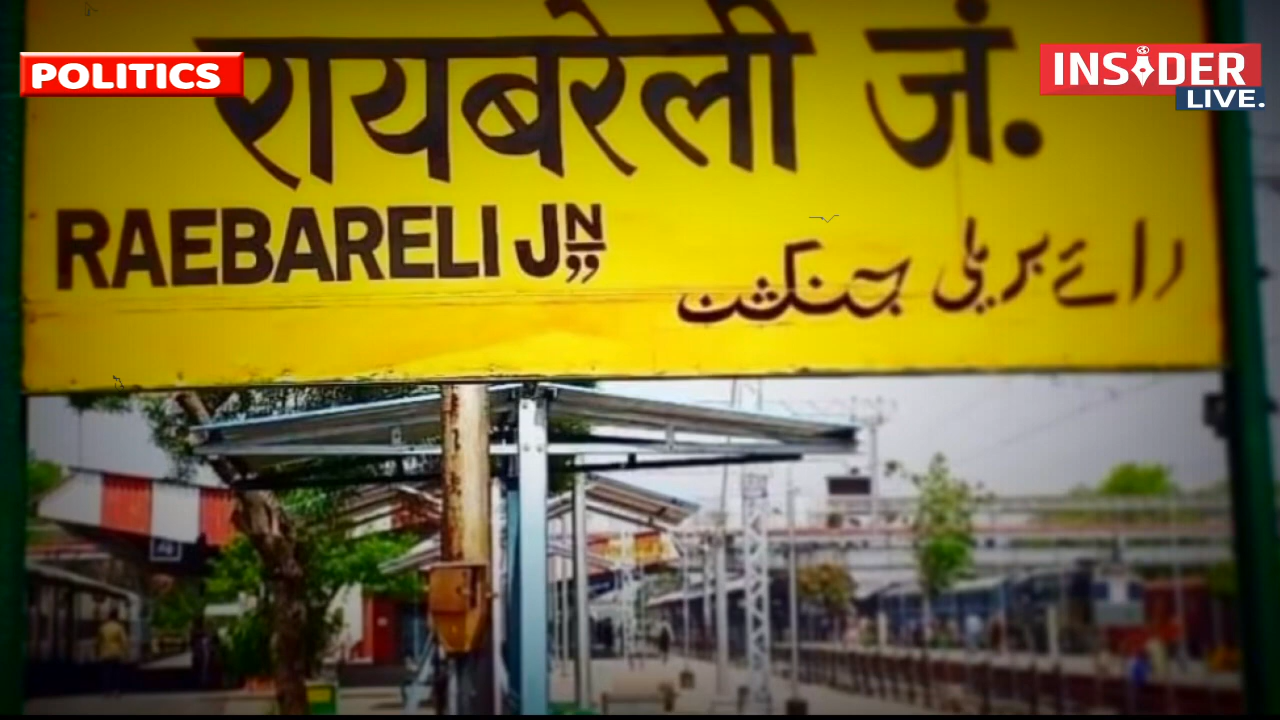 POLITICS
INSIDER
LIVE.
रायबरेली जं.
RAEBARELI JN
رائے بریلی جنکشن